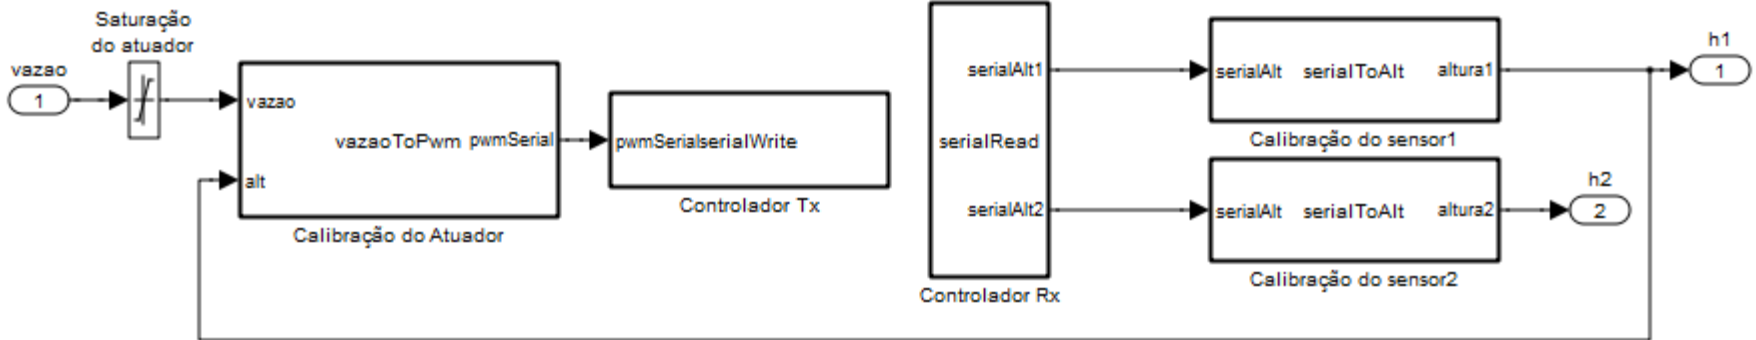 Saturação
do atuador
vazao
1
vazao
vazaoToPwm pwmSerial
alt
Calibração do Atuador
pwmSerialserialWrite
Controlador Tx
serialAlt1
serialRead
serialAlt2
Controlador Rx
serialAlt serialToAlt altura1
Calibração do sensor1
serialAlt serialToAlt altura2
Calibração do sensor2
h1
1
h2
2